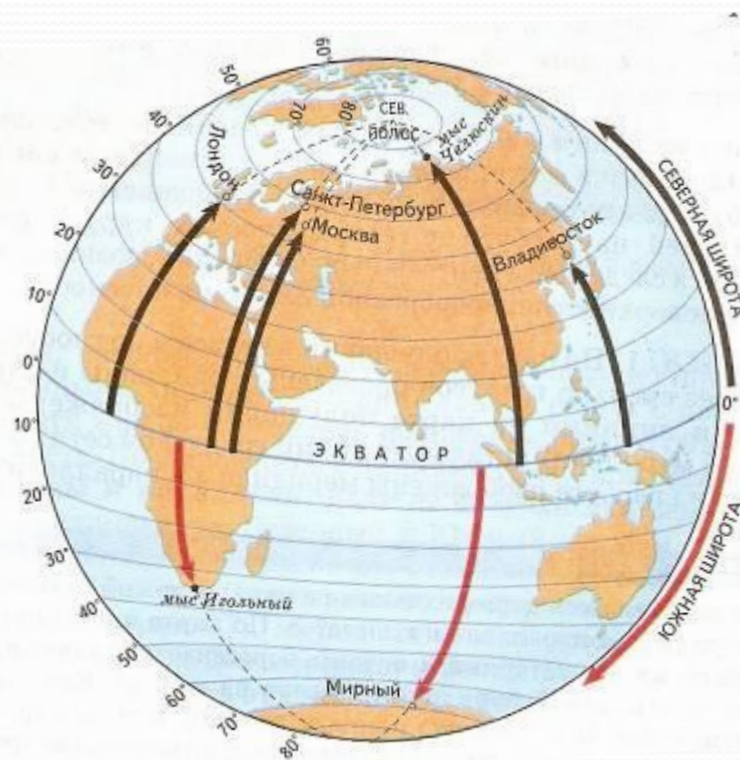 60°
50°
40°
30°
20°
10°
0°
10°
20°
30°
40°
50°
60°
70°
80°
70°
80°
СЕВ.
ПОЛЮС
мыс
Челюскин
Лондон
Санкт-Петербург
Москва
Владивосток
СЕВЕРНАЯ ШИРОТА
0°
ЭКВАТОР
ЮЖНАЯ ШИРОТА
мыс Игольный
Мирный